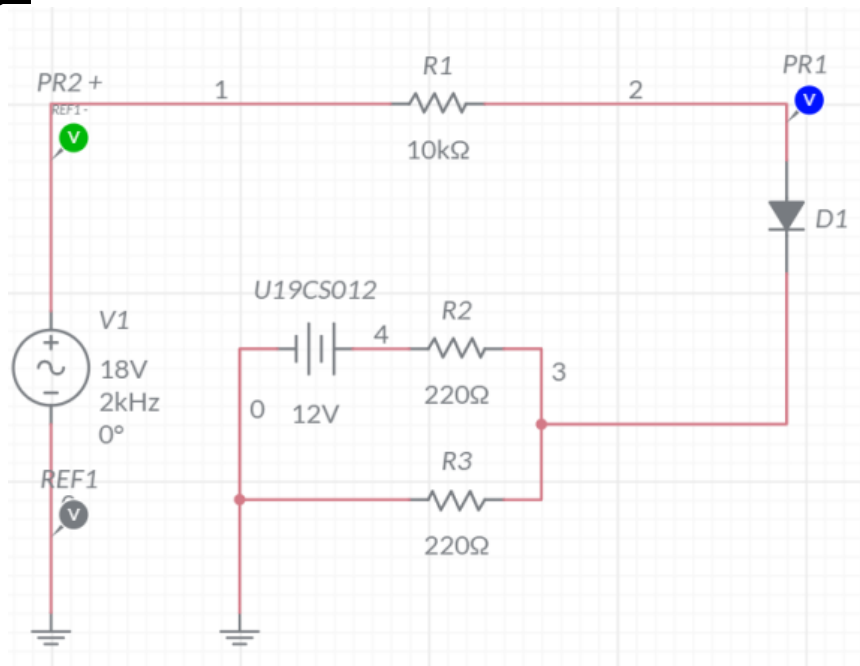 R1
PR1
PR2 +
1
2
REF1 -
V
V
10kΩ
D1
U19CS012
V1
4
R2
18V
3
2kHz
220Ω
0
12V
0°
R3
REF1
V
220Ω